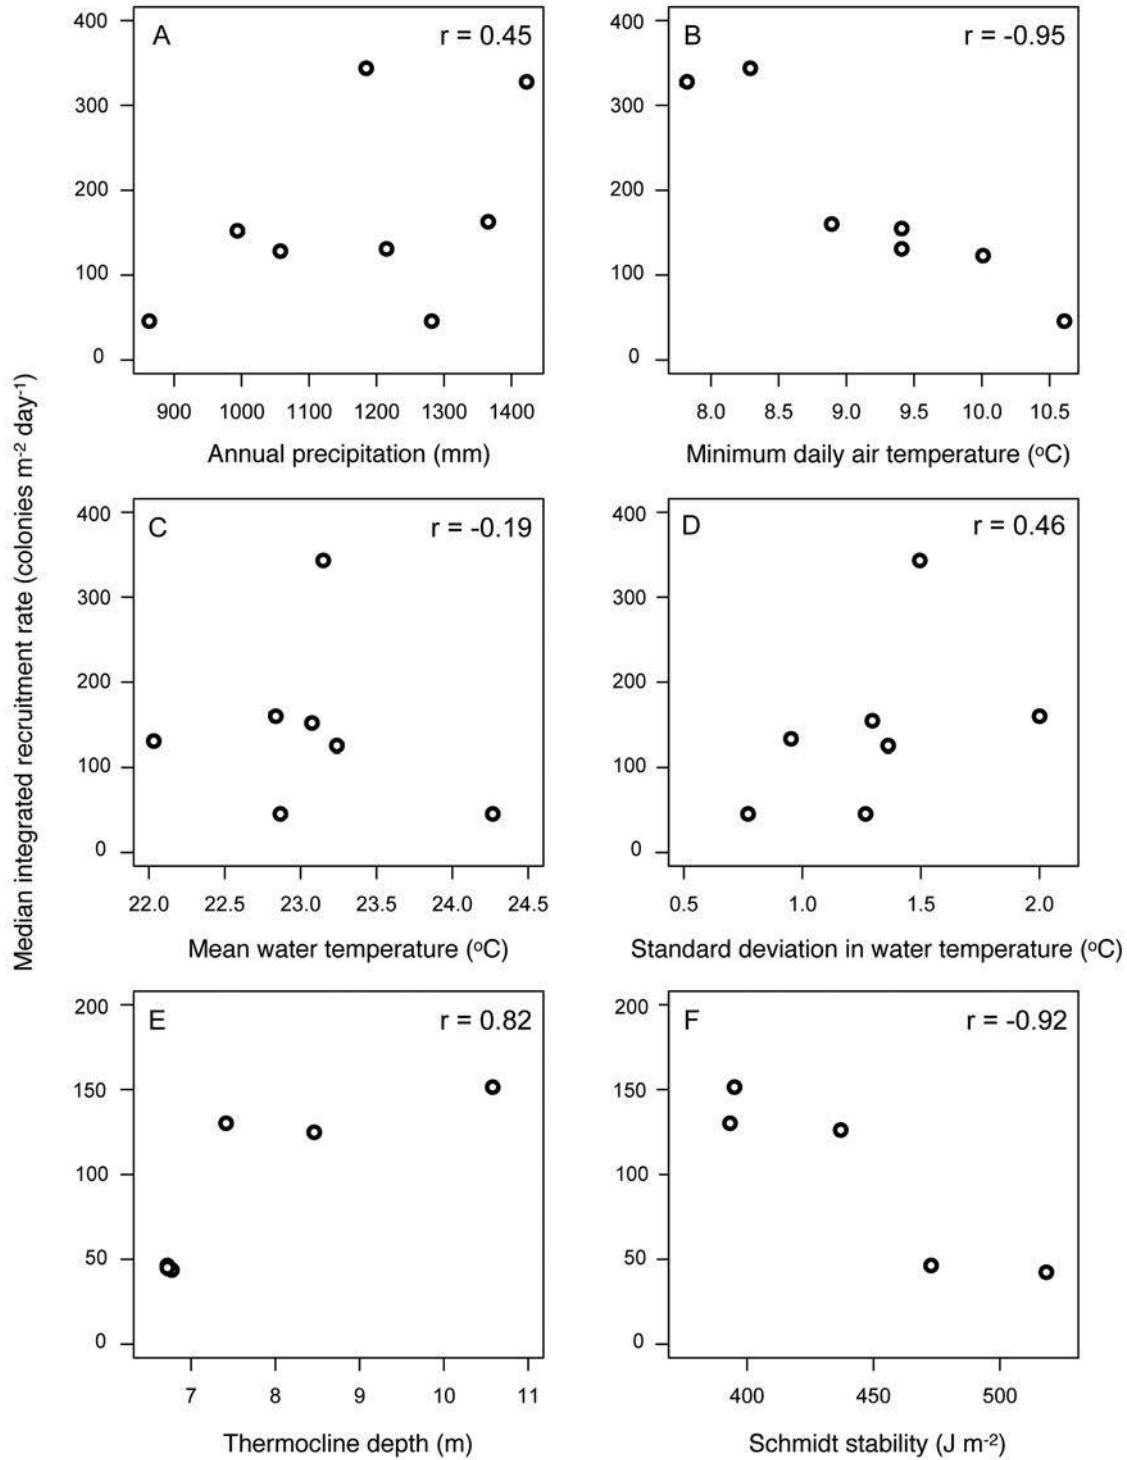 Median integrated recruitment rate (colonies m⁻² day⁻¹)
A
r = 0.45
400
300
200
100
0
900 1000 1100 1200 1300 1400
Annual precipitation (mm)
B
r = -0.95
400
300
200
100
0
8.0 8.5 9.0 9.5 10.0 10.5
Minimum daily air temperature (ºC)
C
r = -0.19
400
300
200
100
0
22.0 22.5 23.0 23.5 24.0 24.5
Mean water temperature (ºC)
D
r = 0.46
400
300
200
100
0
0.5 1.0 1.5 2.0
Standard deviation in water temperature (ºC)
E
r = 0.82
200
150
100
50
0
7 8 9 10 11
Thermocline depth (m)
F
r = -0.92
200
150
100
50
0
400 450 500
Schmidt stability (J m⁻²)